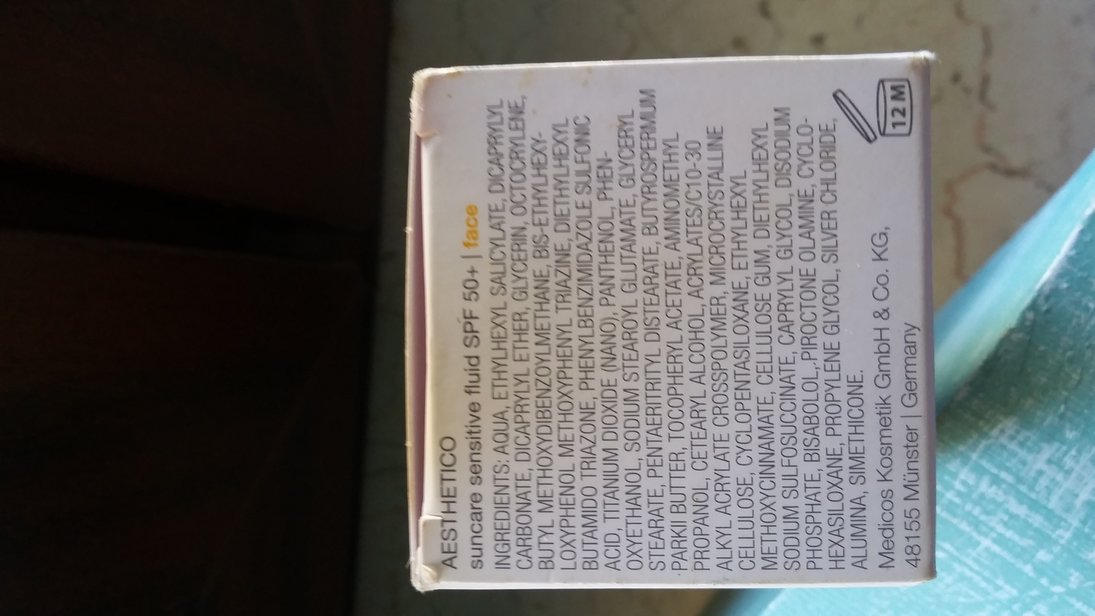 AESTHETICO
suncare sensitive fluid SPF 50+ | face
INGREDIENTS: AQUA, ETHYLHEXYL SALICYLATE, DICAPRYLYL
CARBONATE, DICAPRYLYL ETHER, GLYCERIN, OCTOCRYLENE,
BUTYL METHOXYDIBENZOYLMETHANE, BIS-ETHYLHEXY-
LOXYPHENOL METHOXYPHENYL TRIAZINE, DIETHYLHEXYL
BUTAMIDO TRIAZONE, PHENYLBENZIMIDAZOLE SULFONIC
ACID, TITANIUM DIOXIDE (NANO), PANTHENOL, PHEN-
OXYETHANOL, SODIUM STEAROYL GLUTAMATE, GLYCERYL
STEARATE, PENTAERITRITYL DISTEARATE, BUTYROSPERMUM
PARKII BUTTER, TOCOPHERYL ACETATE, AMINOMETHYL
PROPANOL, CETEARYL ALCOHOL, ACRYLATES/C10-30
ALKYL ACRYLATE CROSSPOLYMER, MICROCRYSTALLINE
CELLULOSE, CYCLOPENTASILOXANE, ETHYLHEXYL
METHOXYCINNAMATE, CELLULOSE GUM, DIETHYLHEXYL
SODIUM SULFOSUCCINATE, CAPRYLYL GLYCOL, DISODIUM
PHOSPHATE, BISABOLOL, PIROCTONE OLAMINE, CYCLO-
HEXASILOXANE, PROPYLENE GLYCOL, SILVER CHLORIDE,
ALUMINA, SIMETHICONE.
Medicos Kosmetik GmbH & Co. KG,
48155 Münster | Germany
12 M